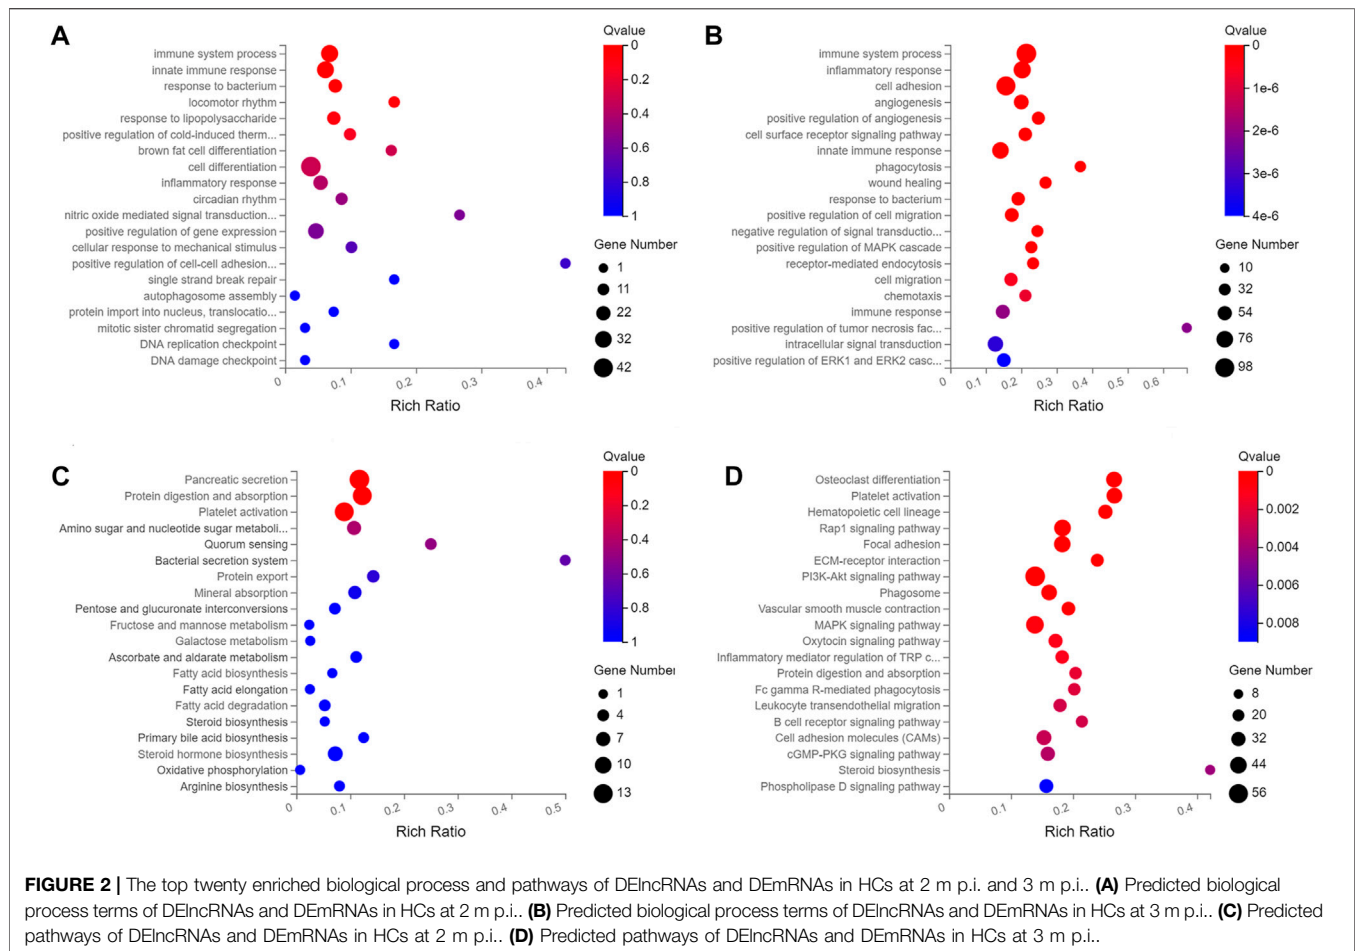 A
immune system process
innate immune response
response to bacterium
locomotor rhythm
response to lipopolysaccharide
positive regulation of cold-induced therm...
brown fat cell differentiation
cell differentiation
inflammatory response
circadian rhythm
nitric oxide mediated signal transduction...
positive regulation of gene expression
cellular response to mechanical stimulus
positive regulation of cell-cell adhesion...
single strand break repair
autophagosome assembly
protein import into nucleus, translocatio...
mitotic sister chromatid segregation
DNA replication checkpoint
DNA damage checkpoint
0 0.1 0.2 0.3 0.4
Rich Ratio
Qvalue
0
0.2
0.4
0.6
0.8
1
Gene Number
1
11
22
32
42
B
immune system process
inflammatory response
cell adhesion
angiogenesis
positive regulation of angiogenesis
cell surface receptor signaling pathway
innate immune response
phagocytosis
wound healing
response to bacterium
positive regulation of cell migration
negative regulation of signal transductio...
positive regulation of MAPK cascade
receptor-mediated endocytosis
cell migration
chemotaxis
immune response
positive regulation of tumor necrosis fac...
intracellular signal transduction
positive regulation of ERK1 and ERK2 casc...
0 0.1 0.2 0.3 0.4 0.5 0.6
Rich Ratio
Qvalue
0
1e-6
2e-6
3e-6
4e-6
Gene Number
10
32
54
76
98
C
Pancreatic secretion
Protein digestion and absorption
Platelet activation
Amino sugar and nucleotide sugar metaboli...
Quorum sensing
Bacterial secretion system
Protein export
Mineral absorption
Pentose and glucuronate interconversions
Fructose and mannose metabolism
Galactose metabolism
Ascorbate and aldarate metabolism
Fatty acid biosynthesis
Fatty acid elongation
Fatty acid degradation
Steroid biosynthesis
Primary bile acid biosynthesis
Steroid hormone biosynthesis
Oxidative phosphorylation
Arginine biosynthesis
0 0.1 0.2 0.3 0.4 0.5
Rich Ratio
Qvalue
0
0.2
0.4
0.6
0.8
1
Gene Number
1
4
7
10
13
D
Osteoclast differentiation
Platelet activation
Hematopoietic cell lineage
Rap1 signaling pathway
Focal adhesion
ECM-receptor interaction
PI3K-Akt signaling pathway
Phagosome
Vascular smooth muscle contraction
MAPK signaling pathway
Oxytocin signaling pathway
Inflammatory mediator regulation of TRP c...
Protein digestion and absorption
Fc gamma R-mediated phagocytosis
Leukocyte transendothelial migration
B cell receptor signaling pathway
Cell adhesion molecules (CAMs)
cGMP-PKG signaling pathway
Steroid biosynthesis
Phospholipase D signaling pathway
0 0.1 0.2 0.3 0.4
Rich Ratio
Qvalue
0
0.002
0.004
0.006
0.008
Gene Number
8
20
32
44
56
FIGURE 2 | The top twenty enriched biological process and pathways of DElncRNAs and DEmRNAs in HCs at 2 m p.i. and 3 m p.i.. (A) Predicted biological
process terms of DElncRNAs and DEmRNAs in HCs at 2 m p.i.. (B) Predicted biological process terms of DElncRNAs and DEmRNAs in HCs at 3 m p.i.. (C) Predicted
pathways of DElncRNAs and DEmRNAs in HCs at 2 m p.i.. (D) Predicted pathways of DElncRNAs and DEmRNAs in HCs at 3 m p.i..